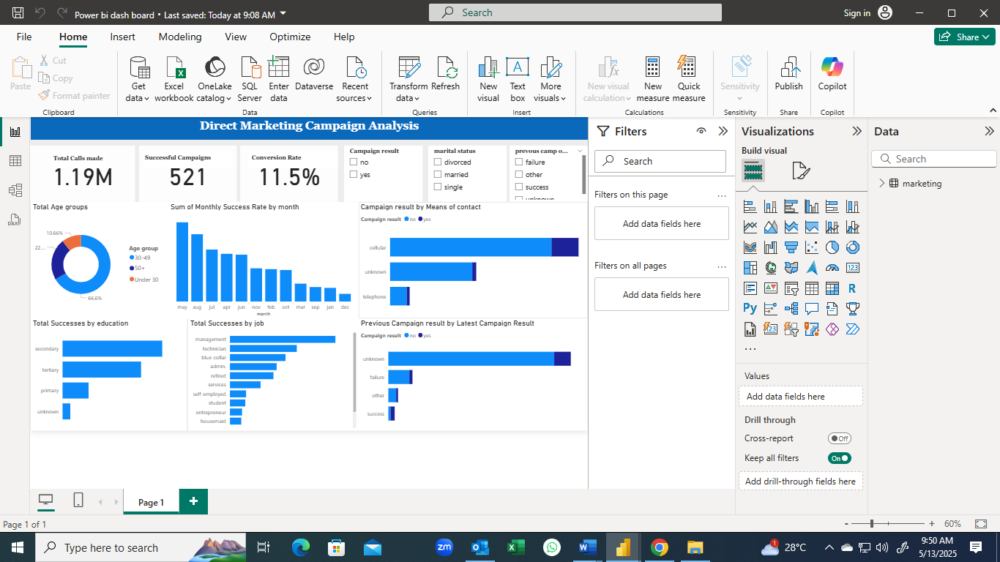 Power bi dash board • Last saved: Today at 9:08 AM
Search
Sign in
File Home Insert Modeling View Optimize Help
Share
Paste
Cut
Copy
Format painter
Clipboard
Get data
Excel workbook
OneLake catalog
SQL Server
Enter data
Dataverse
Recent sources
Data
Transform data
Refresh
Queries
New visual
Text box
More visuals
Insert
New visual calculation
New measure
Quick measure
Calculations
Sensitivity
Sensitivity
Publish
Share
Copilot
Copilot
Direct Marketing Campaign Analysis
Total Calls made
1.19M
Successful Campaigns
521
Conversion Rate
11.5%
Campaign result
no
yes
marital status
divorced
married
single
prevous camp o...
failure
other
success
unknown
Total Age groups
10.66%
22....
66.6%
Age group
30-49
50+
Under 30
Sum of Monthly Success Rate by month
may aug jul apr jun nov feb oct mar sep jan dec
month
Campaign result by Means of contact
Campaign result no yes
cellular
unknown
telephone
Total Successes by education
secondary
tertiary
primary
unknown
Total Successes by job
management
technician
blue-collar
admin.
retired
services
self-employed
student
entrepreneur
housemaid
Previous Campaign result by Latest Campaign Result
Campaign result no yes
unknown
failure
other
success
Filters
Search
Filters on this page
...
Add data fields here
Filters on all pages
...
Add data fields here
Visualizations
Build visual
123
R
Py
123
...
Values
Add data fields here
Drill through
Cross-report
Off
Keep all filters
On
Add drill-through fields here
Data
Search
marketing
DAX
Page 1
+
Page 1 of 1
- + 60%
Type here to search
zm
1
28°C
9:50 AM
5/13/2025